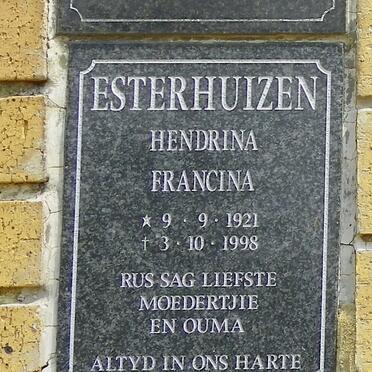 ESTERHUIZEN
HENDRINA
FRANCINA
★ 9 · 9 · 1921
† 3 · 10 · 1998
RUS SAG LIEFSTE
MOEDERTJIE
EN OUMA
ALTYD IN ONS HARTE